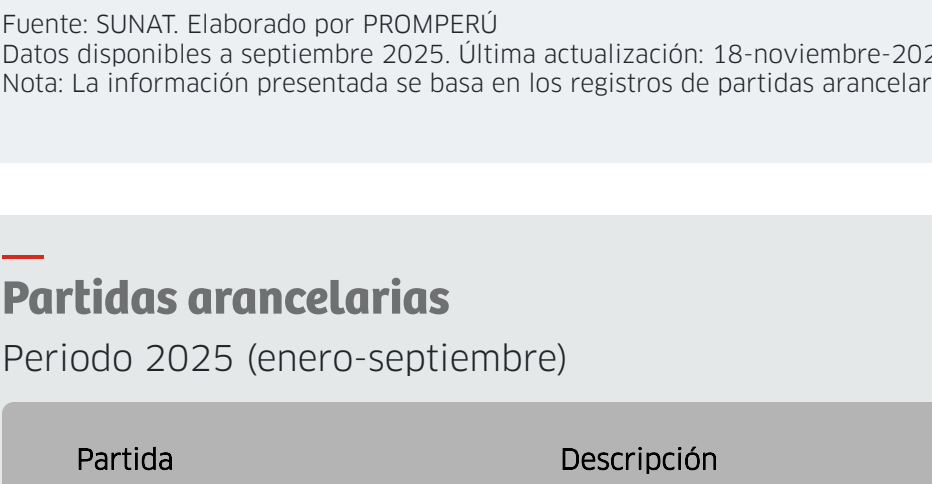 Fuente: SUNAT. Elaborado por PROMPERÚ
Datos disponibles a septiembre 2025. Última actualización: 18-noviembre-202
Nota: La información presentada se basa en los registros de partidas arancelar
Partidas arancelarias
Periodo 2025 (enero-septiembre)
Partida Descripción